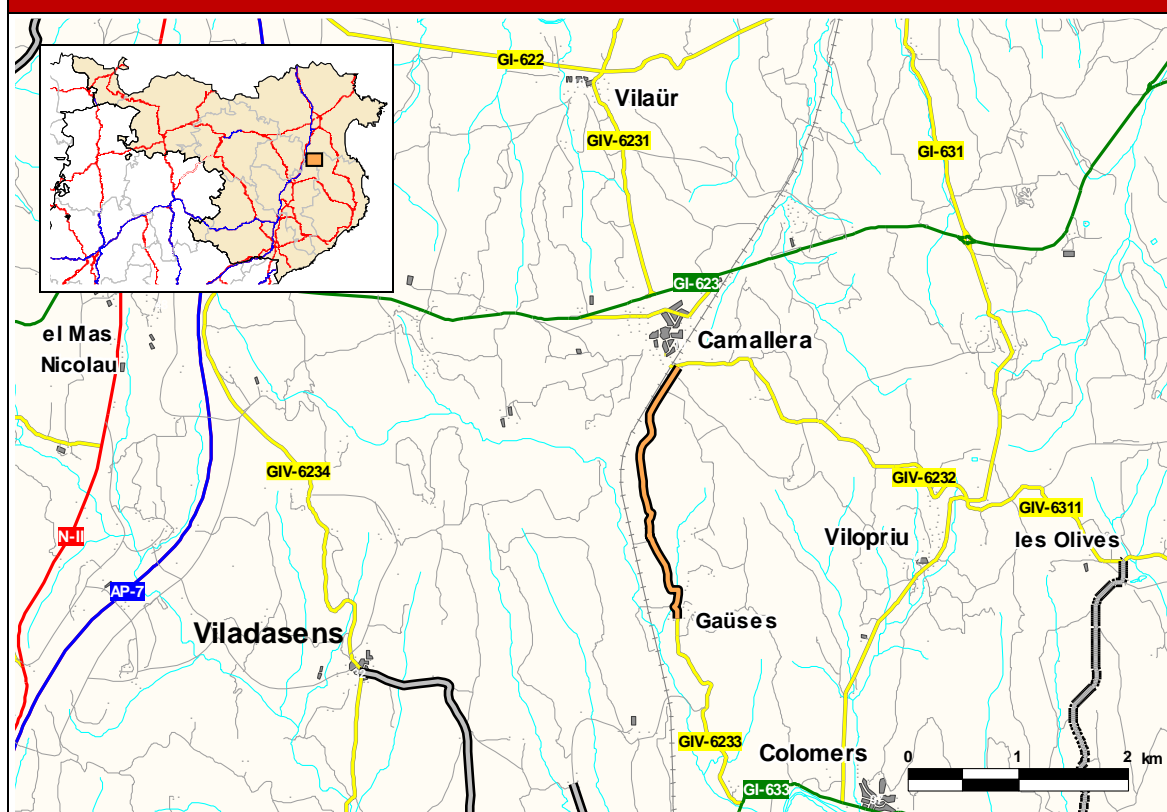 GI-622
Vilaür
GIV-6231
GI-631
GI-623
el Mas
Nicolau
Camallera
GIV-6234
GIV-6232
GIV-6311
N-II
Vilopriu
les Olives
AP-7
Gaüses
Viladasens
GIV-6233
Colomers
0 1 2 km
GI-633